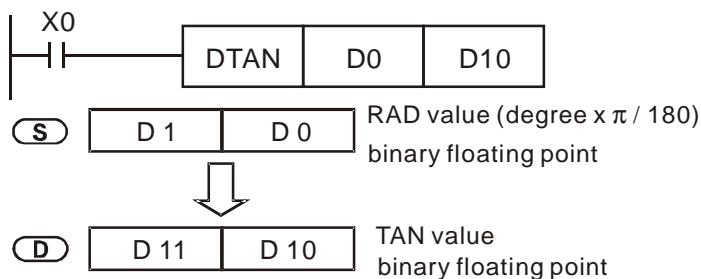 X0
DTAN D0 D10
S D 1 D 0 RAD value (degree x π / 180)
binary floating point
D D 11 D 10 TAN value
binary floating point